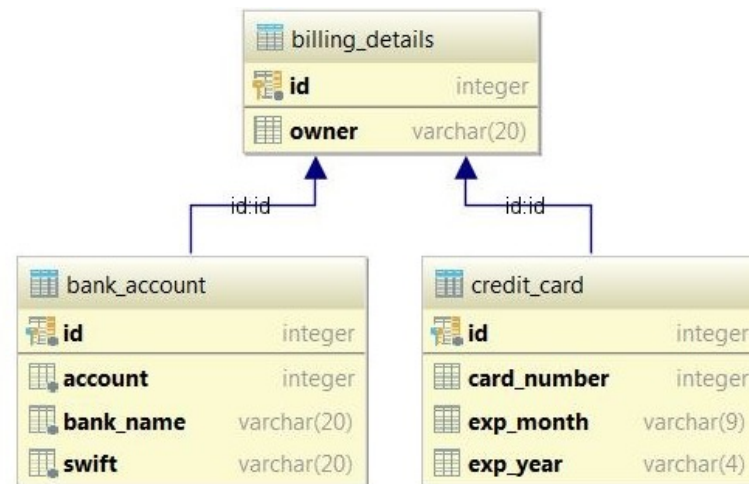 billing_details
id integer
owner varchar(20)
id:id id:id
bank_account
id integer
account integer
bank_name varchar(20)
swift varchar(20)
credit_card
id integer
card_number integer
exp_month varchar(9)
exp_year varchar(4)